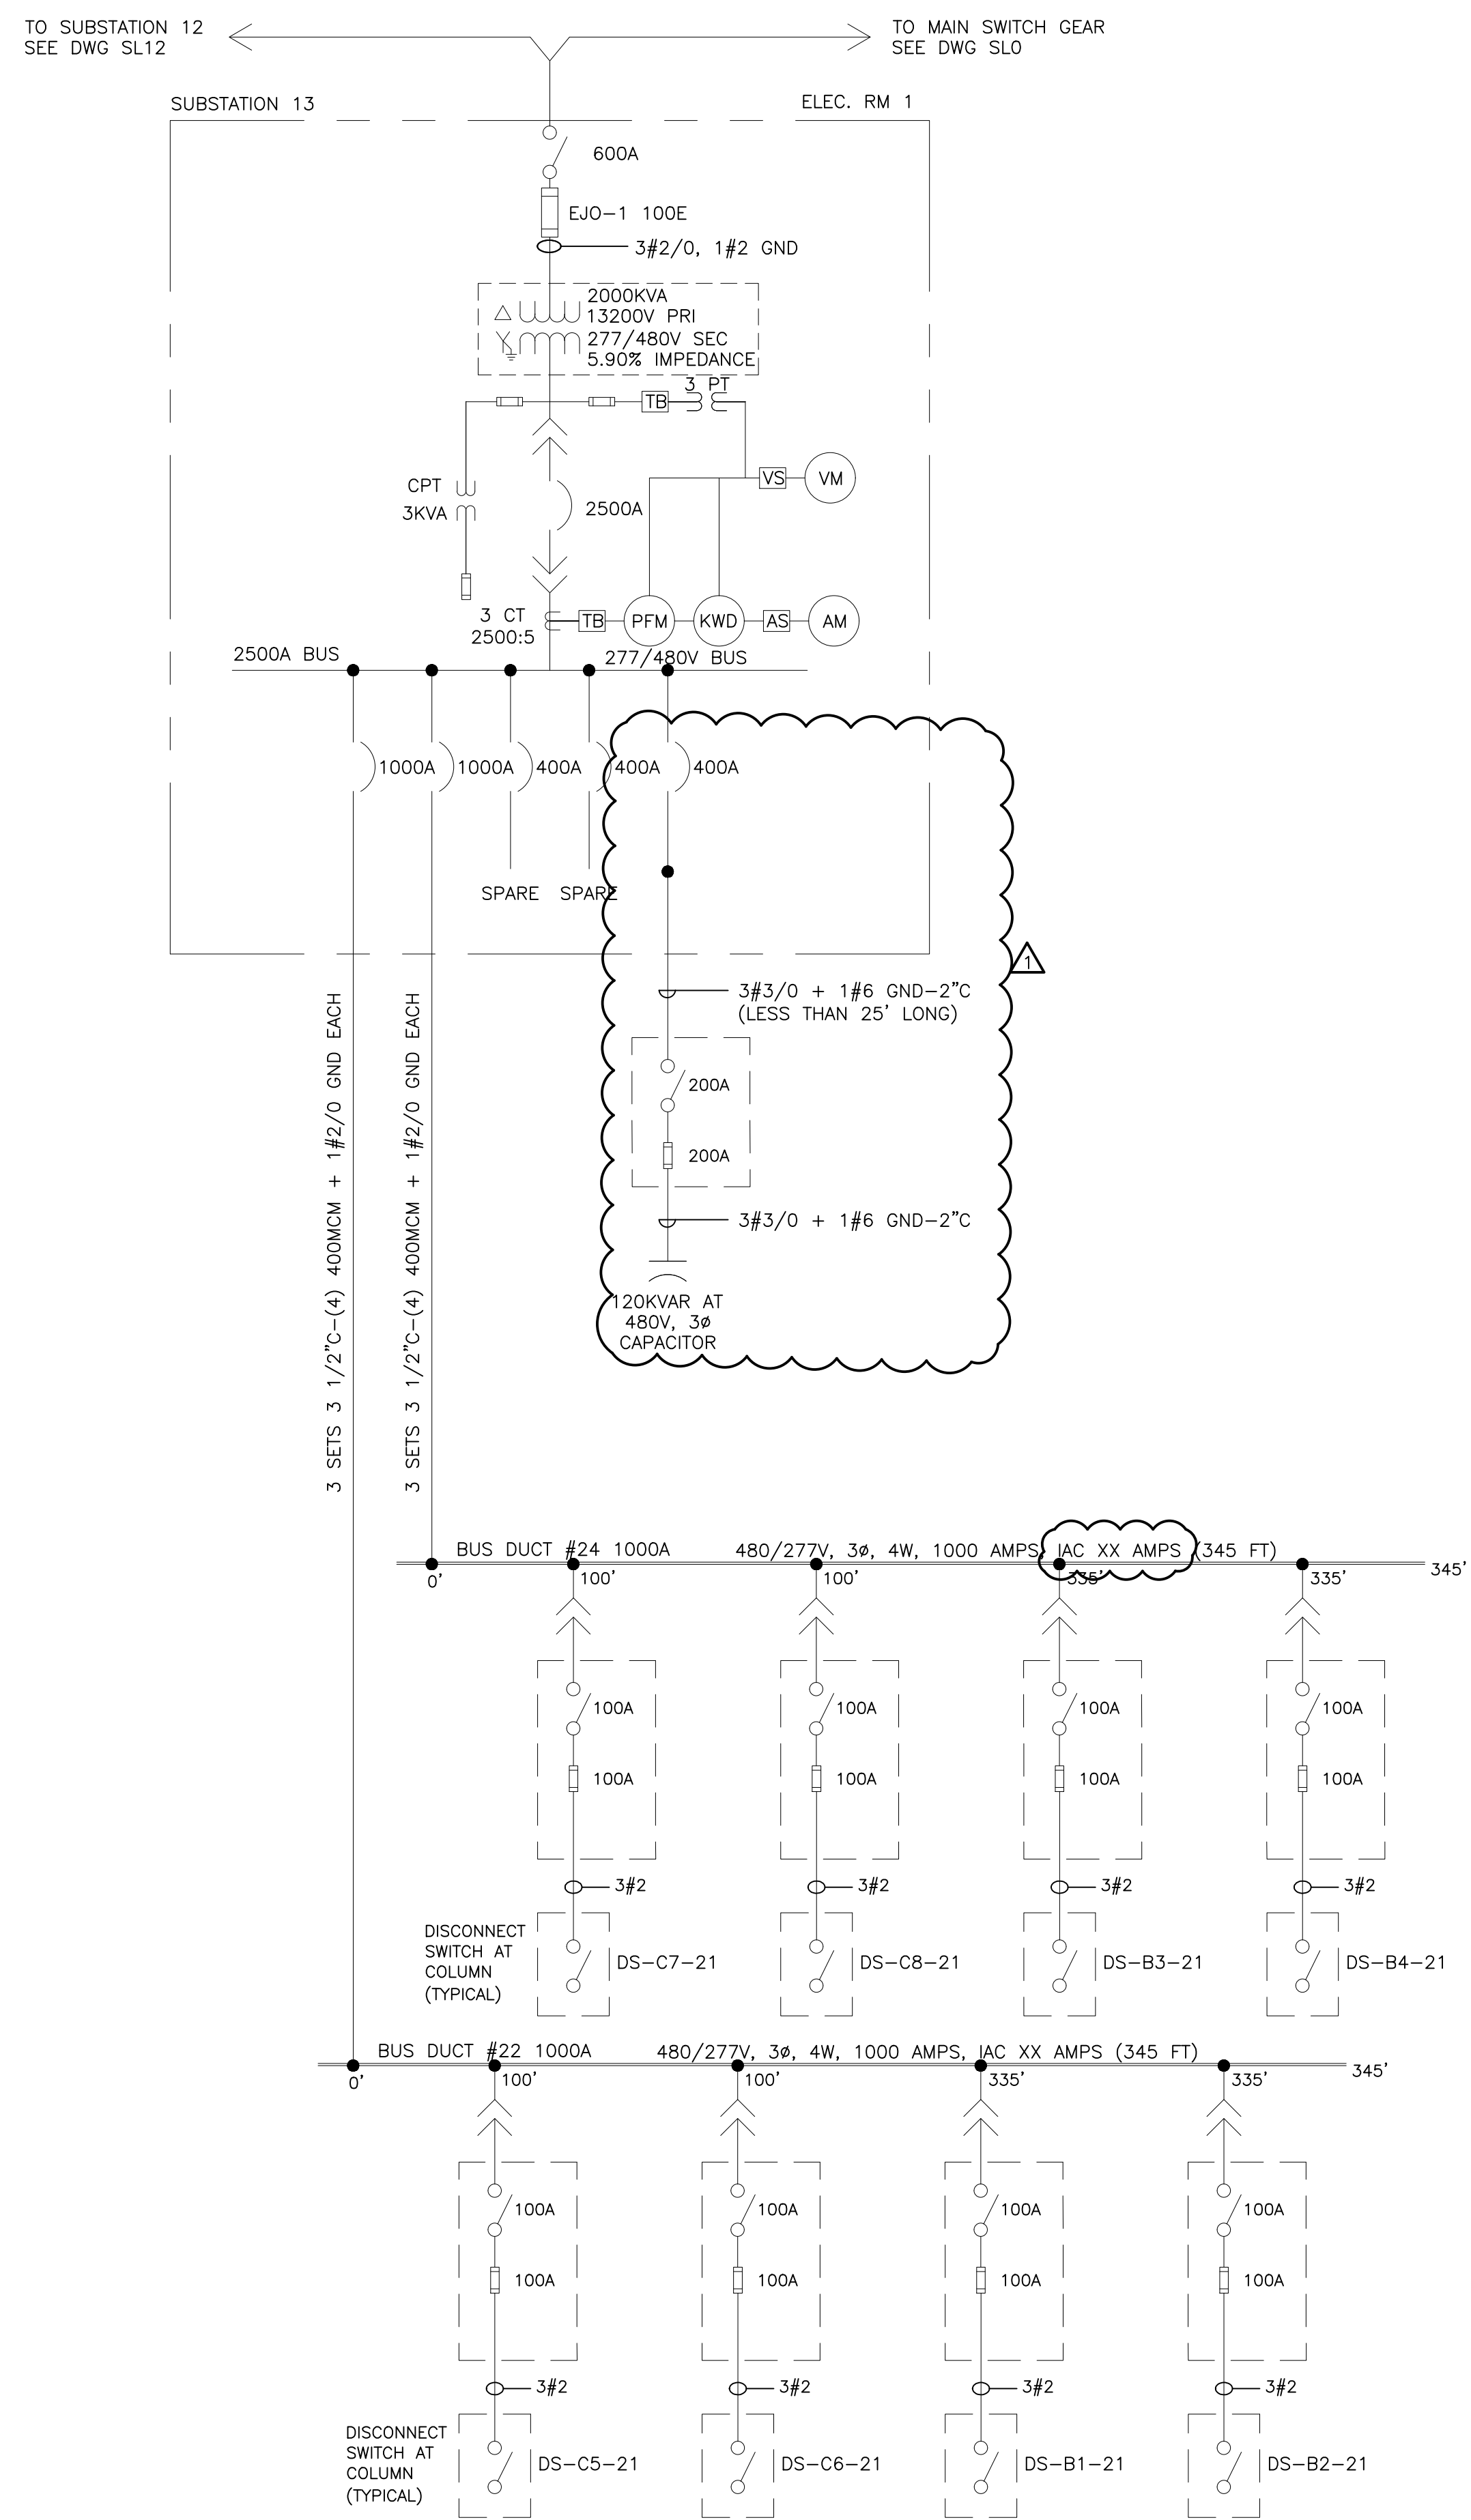 TO SUBSTATION 12
SEE DWG SL12
TO MAIN SWITCH GEAR
SEE DWG SL0
SUBSTATION 13
ELEC. RM 1
600A
EJO-1 100E
3#2/0, 1#2 GND
2000KVA
13200V PRI
277/480V SEC
5.90% IMPEDANCE
3 PT
TB
VS
VM
CPT
3KVA
2500A
3 CT
2500:5
TB
PFM
KWD
AS
AM
2500A BUS
277/480V BUS
1000A
1000A
400A
400A
400A
SPARE
SPARE
1
3#3/0 + 1#6 GND-2"C
(LESS THAN 25' LONG)
200A
200A
3#3/0 + 1#6 GND-2"C
120KVAR AT
480V, 3ø
CAPACITOR
3 SETS 3 1/2"C-(4) 400MCM + 1#2/0 GND EACH
3 SETS 3 1/2"C-(4) 400MCM + 1#2/0 GND EACH
BUS DUCT #24 1000A
480/277V, 3ø, 4W, 1000 AMPS, IAC XX AMPS (345 FT)
0'
100'
100'
335'
335'
345'
100A
100A
100A
100A
100A
100A
100A
100A
3#2
3#2
3#2
3#2
DISCONNECT
SWITCH AT
COLUMN
(TYPICAL)
DS-C7-21
DS-C8-21
DS-B3-21
DS-B4-21
BUS DUCT #22 1000A
480/277V, 3ø, 4W, 1000 AMPS, IAC XX AMPS (345 FT)
0'
100'
100'
335'
335'
345'
100A
100A
100A
100A
100A
100A
100A
100A
3#2
3#2
3#2
3#2
DISCONNECT
SWITCH AT
COLUMN
(TYPICAL)
DS-C5-21
DS-C6-21
DS-B1-21
DS-B2-21